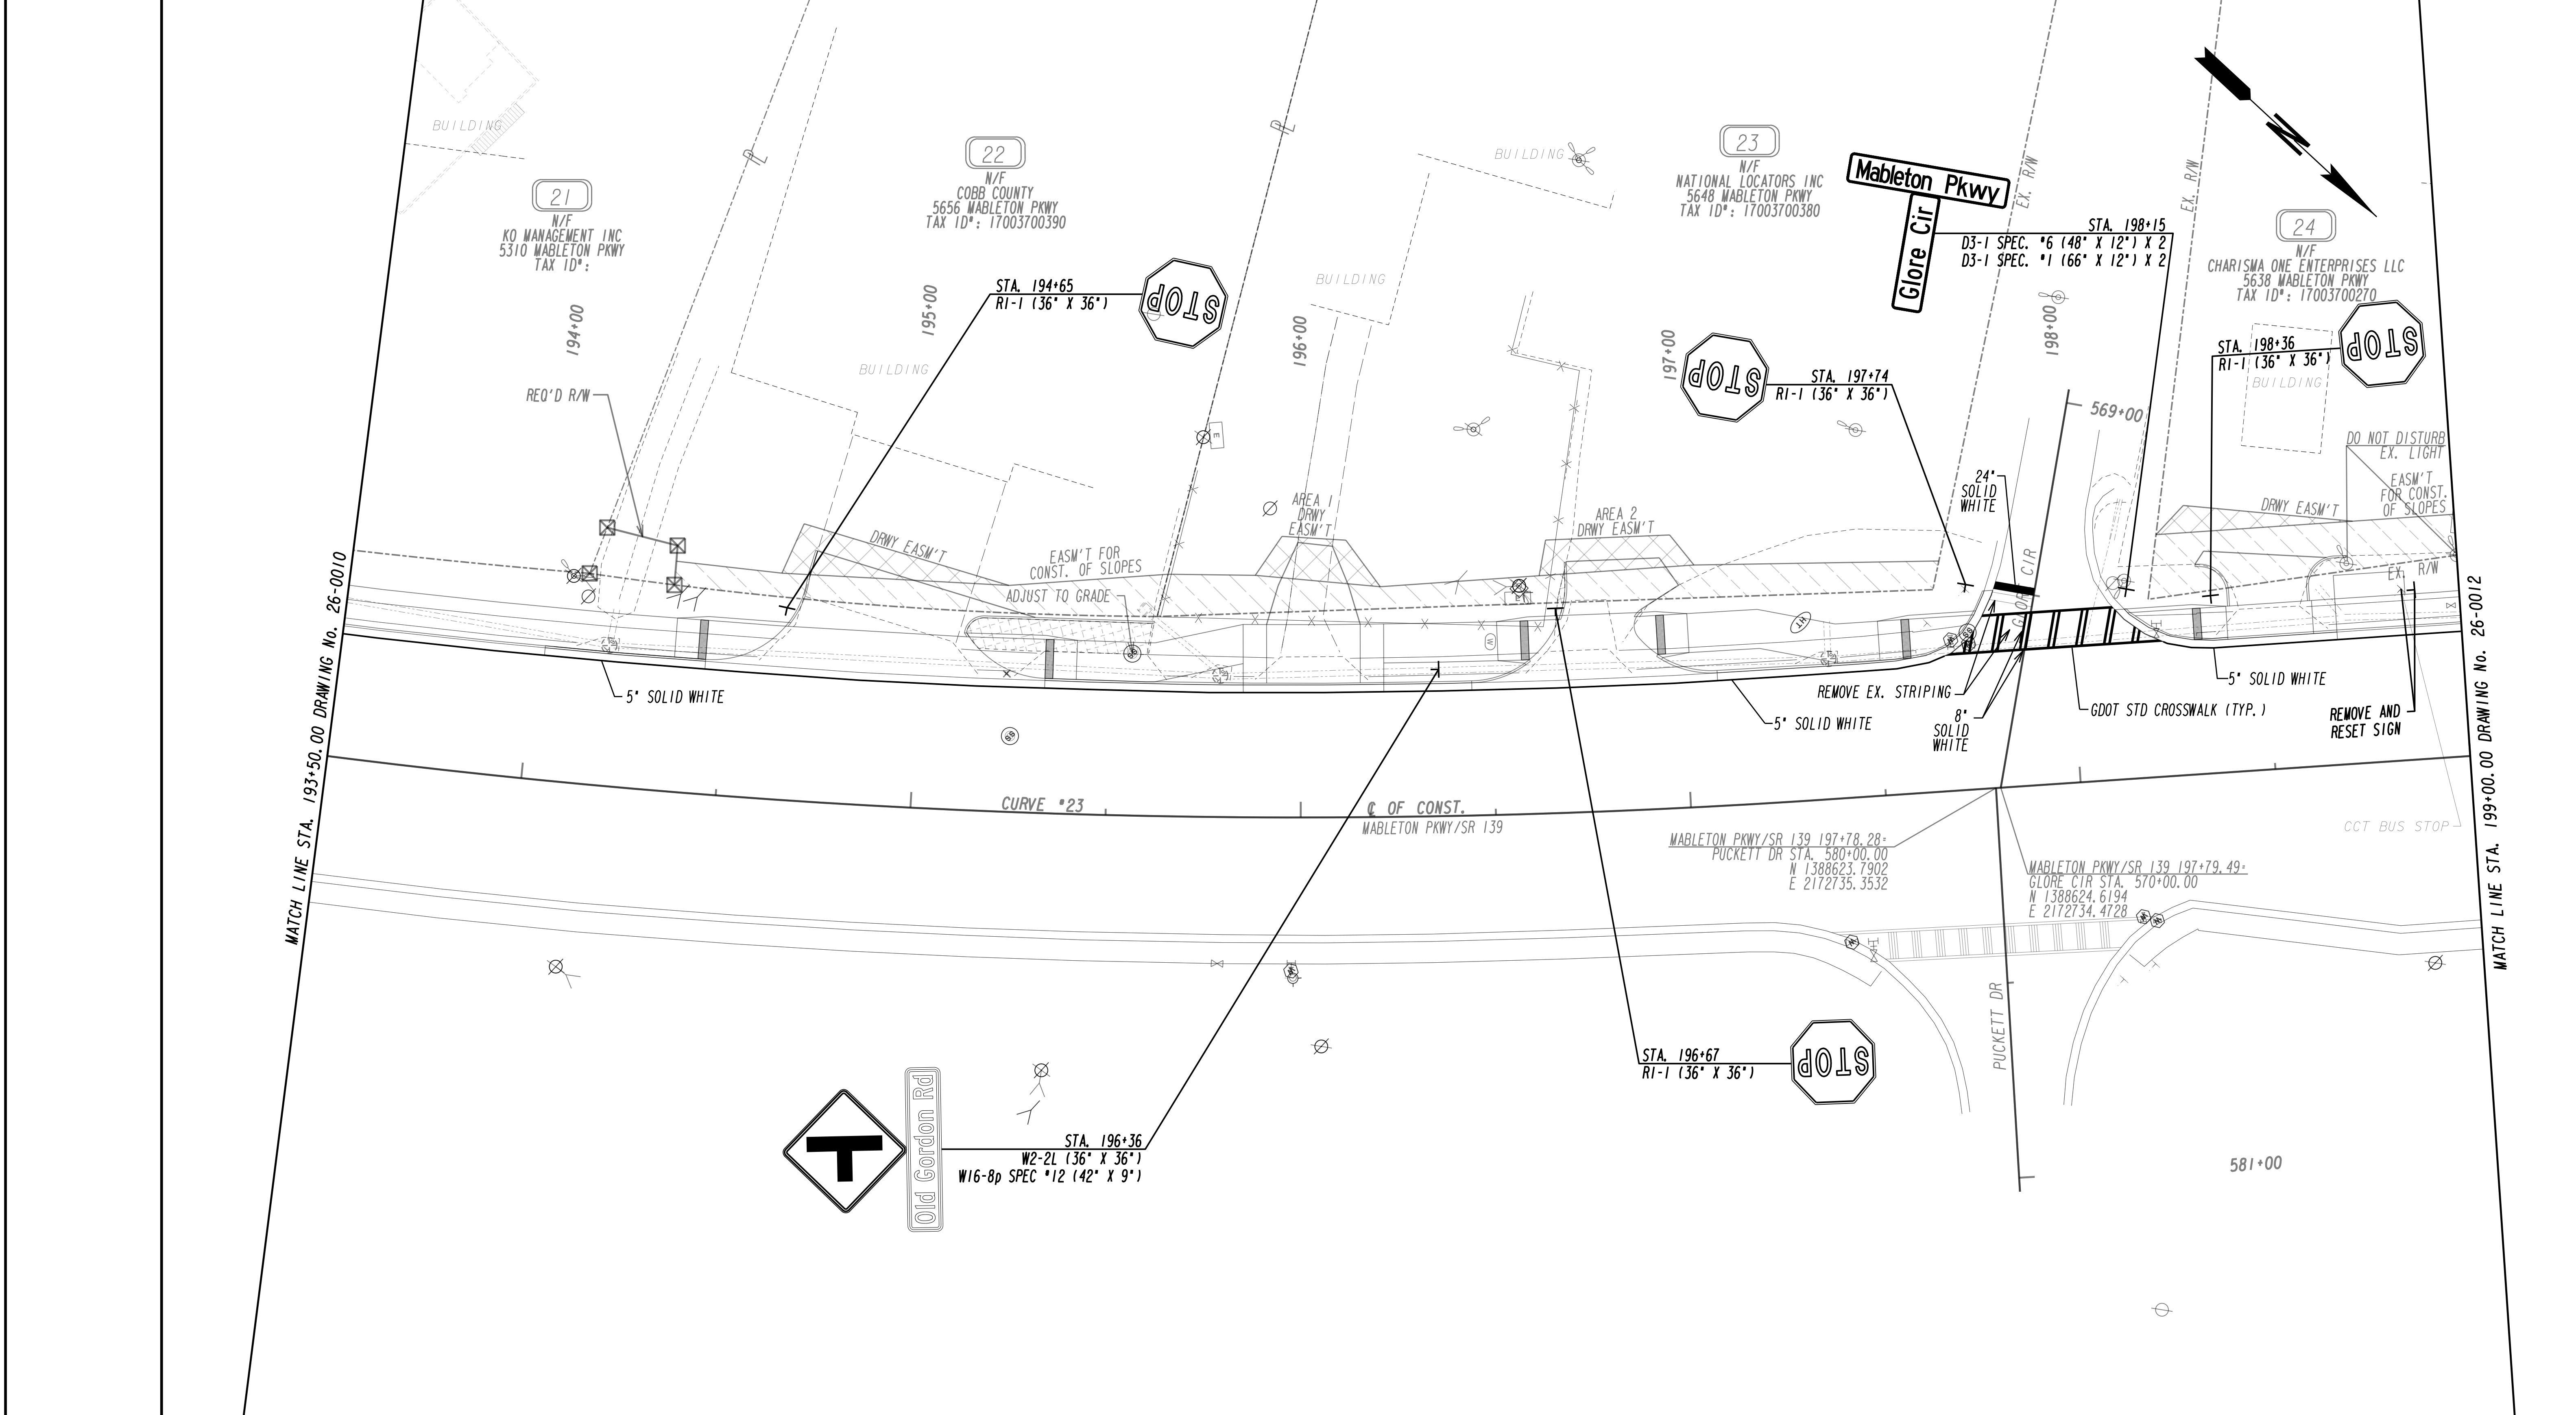 BUILDING
21
N/F
KO MANAGEMENT INC
5310 MABLETON PKWY
TAX ID#:
22
N/F
COBB COUNTY
5656 MABLETON PKWY
TAX ID#: 17003700390
BUILDING
23
N/F
NATIONAL LOCATORS INC
5648 MABLETON PKWY
TAX ID#: 17003700380
Mableton Pkwy
Glore Cir
EX. R/W
EX. R/W
N
STA. 198+15
D3-1 SPEC. #6 (48" X 12") X 2
D3-1 SPEC. #1 (66" X 12") X 2
24
N/F
CHARISMA ONE ENTERPRISES LLC
5638 MABLETON PKWY
TAX ID#: 17003700270
STA. 194+65
R1-1 (36" X 36")
STOP
BUILDING
194+00
195+00
196+00
197+00
198+00
STOP
STA. 197+74
R1-1 (36" X 36")
STA. 198+36
R1-1 (36" X 36")
STOP
BUILDING
BUILDING
REQ'D R/W
569+00
DO NOT DISTURB
EX. LIGHT
E
24"
SOLID
WHITE
EASM'T
FOR CONST.
OF SLOPES
AREA 1
DRWY
EASM'T
AREA 2
DRWY EASM'T
DRWY EASM'T
DRWY EASM'T
EASM'T FOR
CONST. OF SLOPES
ADJUST TO GRADE
GLORE CIR
EX. R/W
HT
W
SS
MATCH LINE STA. 193+50.00 DRAWING No. 26-0010
5" SOLID WHITE
REMOVE EX. STRIPING
5" SOLID WHITE
8"
SOLID
WHITE
5" SOLID WHITE
GDOT STD CROSSWALK (TYP.)
REMOVE AND
RESET SIGN
SS
CURVE #23
℄ OF CONST.
MABLETON PKWY/SR 139
CCT BUS STOP
MABLETON PKWY/SR 139 197+78.28=
PUCKETT DR STA. 580+00.00
N 1388623.7902
E 2172735.3532
MABLETON PKWY/SR 139 197+79.49=
GLORE CIR STA. 570+00.00
N 1388624.6194
E 2172734.4728
MATCH LINE STA. 199+00.00 DRAWING No. 26-0012
PUCKETT DR
STA. 196+67
R1-1 (36" X 36")
STOP
Old Gordon Rd
STA. 196+36
W2-2L (36" X 36")
W16-8p SPEC #12 (42" X 9")
581+00